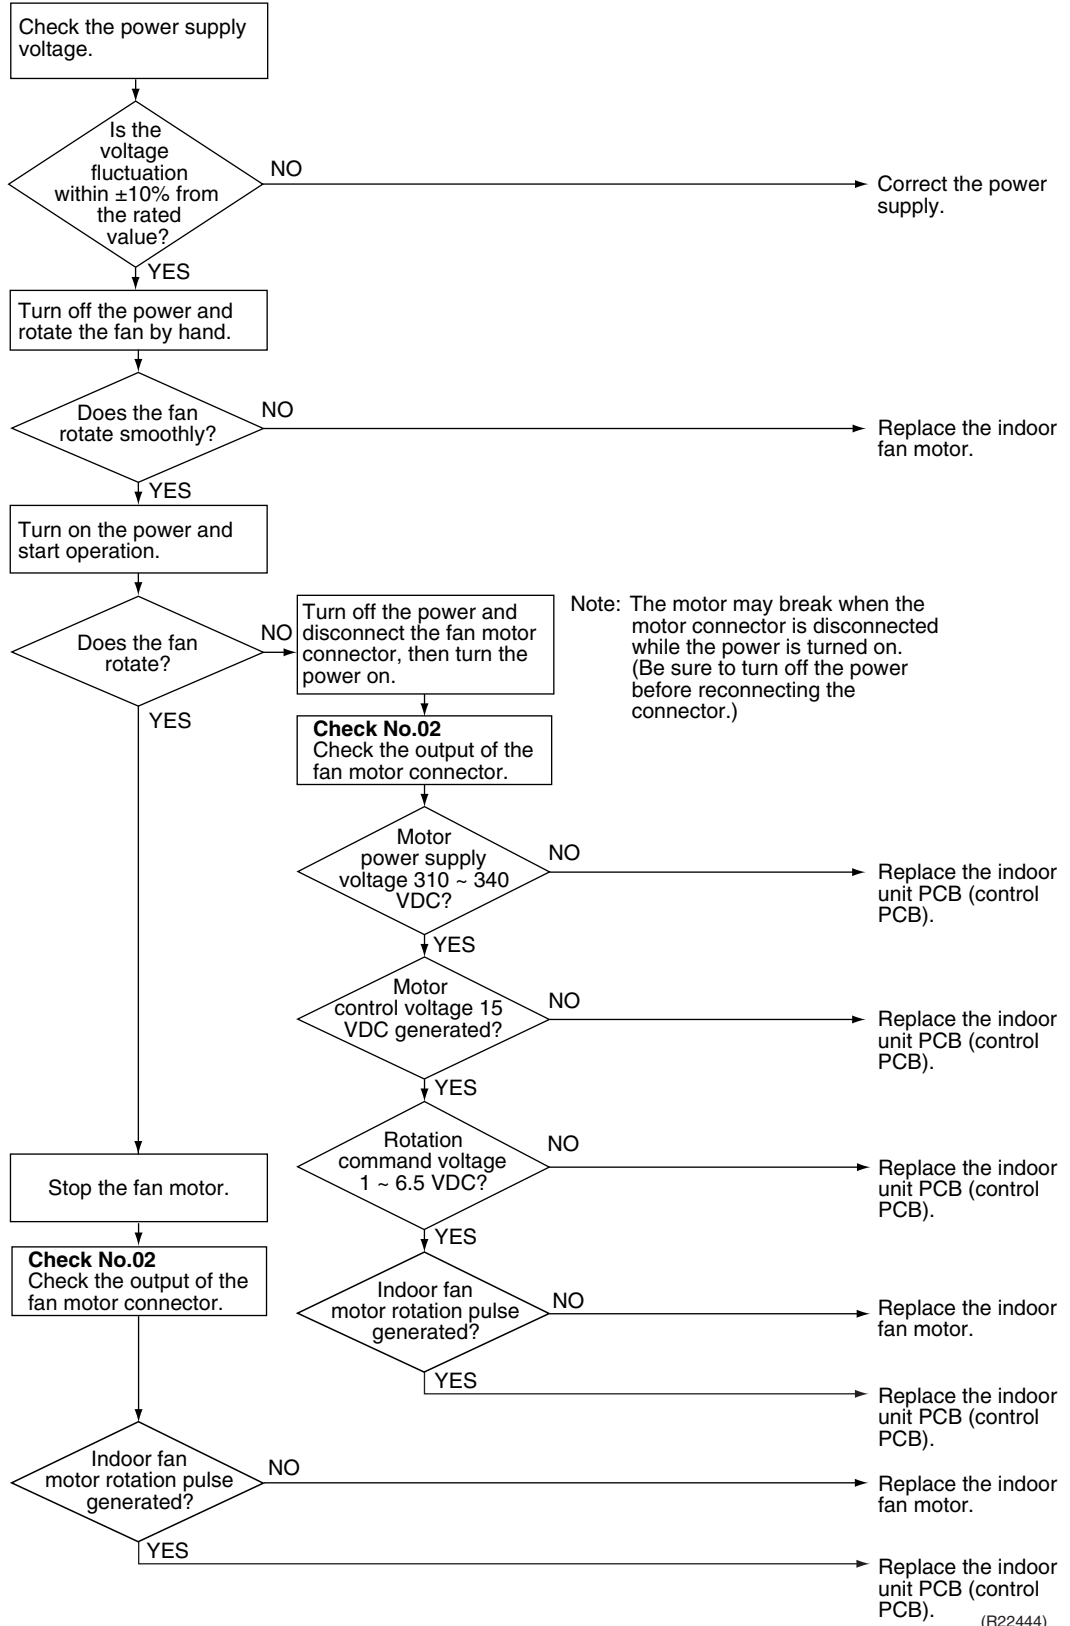 Check the power supply
voltage.
Is the
voltage
fluctuation
within ±10% from
the rated
value?
NO
Correct the power
supply.
YES
Turn off the power and
rotate the fan by hand.
Does the fan
rotate smoothly?
NO
Replace the indoor
fan motor.
YES
Turn on the power and
start operation.
Does the fan
rotate?
NO
Turn off the power and
disconnect the fan motor
connector, then turn the
power on.
Note: The motor may break when the
motor connector is disconnected
while the power is turned on.
(Be sure to turn off the power
before reconnecting the
connector.)
YES
Check No.02
Check the output of the
fan motor connector.
Motor
power supply
voltage 310 ~ 340
VDC?
NO
Replace the indoor
unit PCB (control
PCB).
YES
Motor
control voltage 15
VDC generated?
NO
Replace the indoor
unit PCB (control
PCB).
YES
Rotation
command voltage
1 ~ 6.5 VDC?
NO
Replace the indoor
unit PCB (control
PCB).
YES
Indoor fan
motor rotation pulse
generated?
NO
Replace the indoor
fan motor.
YES
Replace the indoor
unit PCB (control
PCB).
Stop the fan motor.
Check No.02
Check the output of the
fan motor connector.
Indoor fan
motor rotation pulse
generated?
NO
Replace the indoor
fan motor.
YES
Replace the indoor
unit PCB (control
PCB).
(R22444)